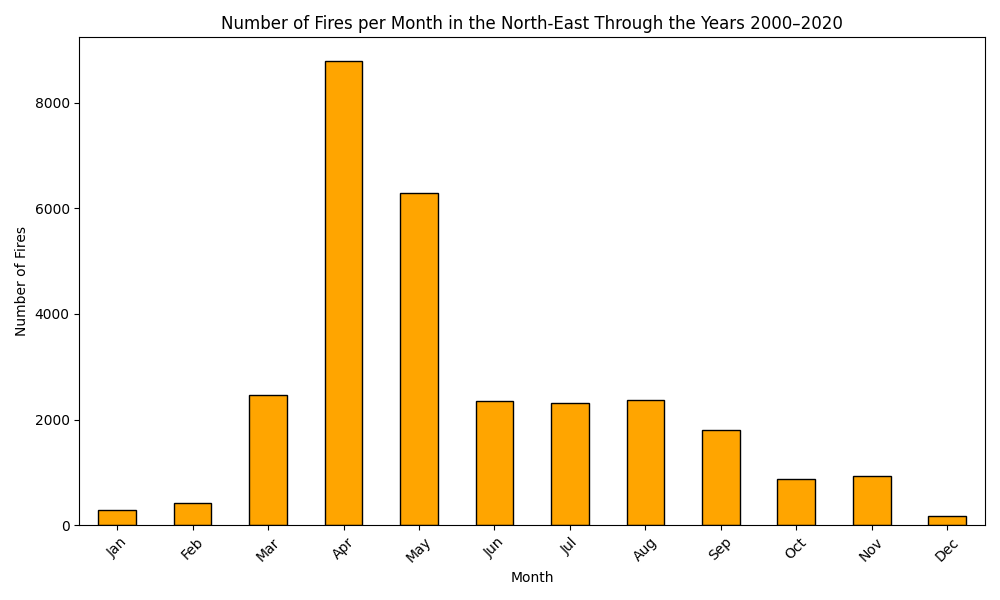 Number of Fires per Month in the North-East Through the Years 2000–2020
Number of Fires
8000
6000
4000
2000
0
Jan
Feb
Mar
Apr
May
Jun
Jul
Aug
Sep
Oct
Nov
Dec
Month